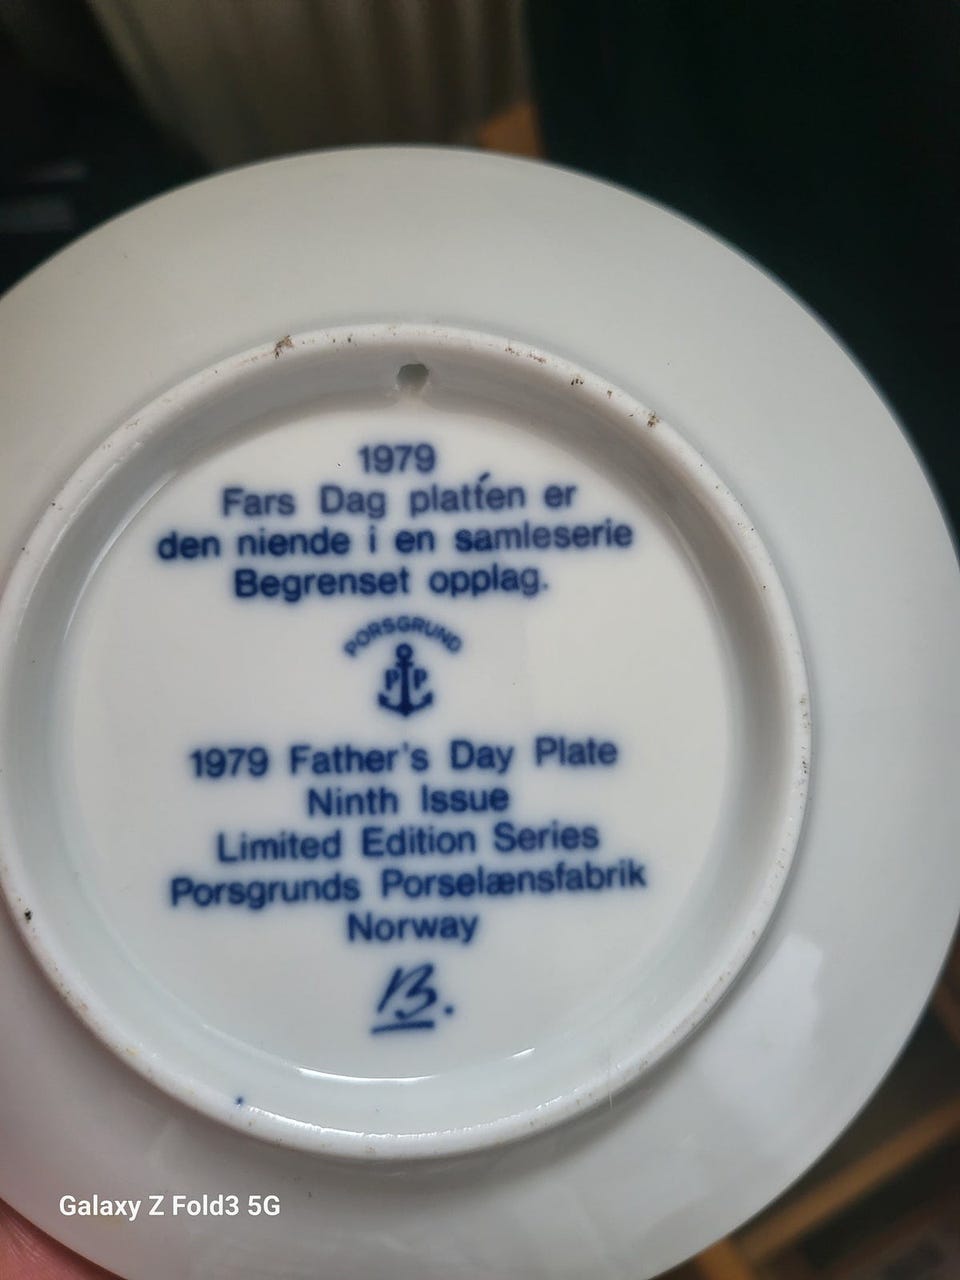 1979
Fars Dag platten er
den niende i en samleserie
Begrenset opplag.
PORSGRUND
P P
1979 Father's Day Plate
Ninth Issue
Limited Edition Series
Porsgrunds Porselænsfabrik
Norway
B.
Galaxy Z Fold3 5G